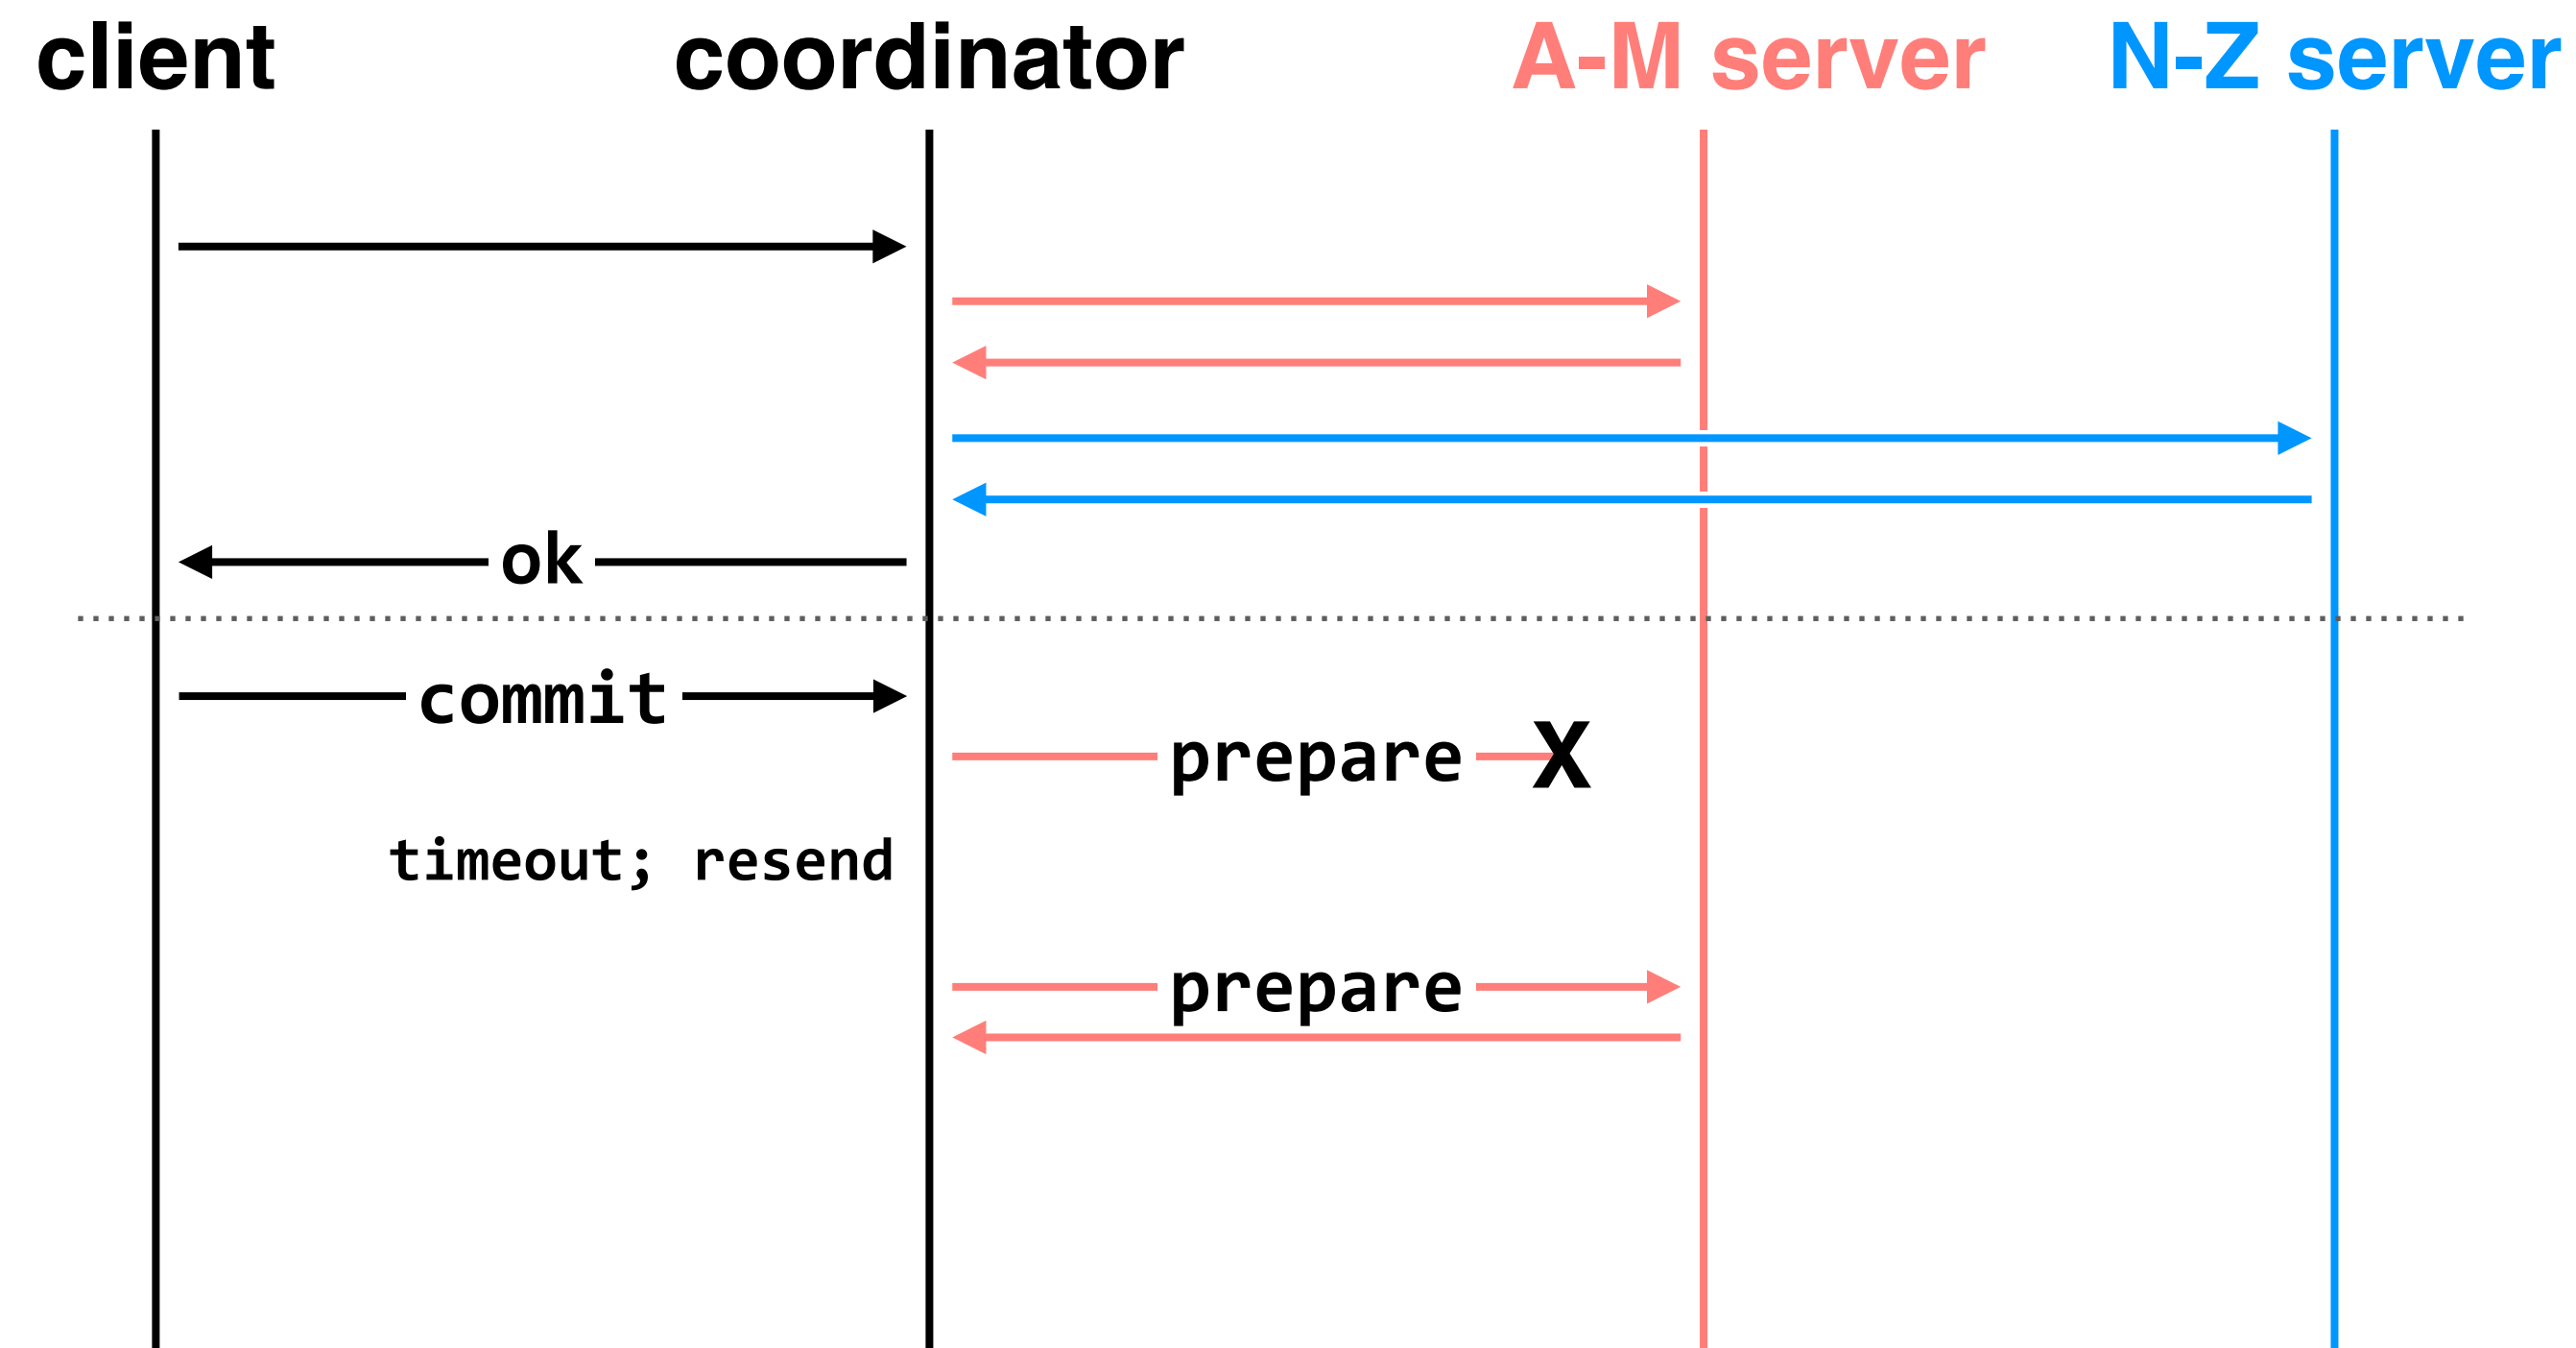 client coordinator A-M server N-Z server
ok
commit
prepare X
timeout; resend
prepare